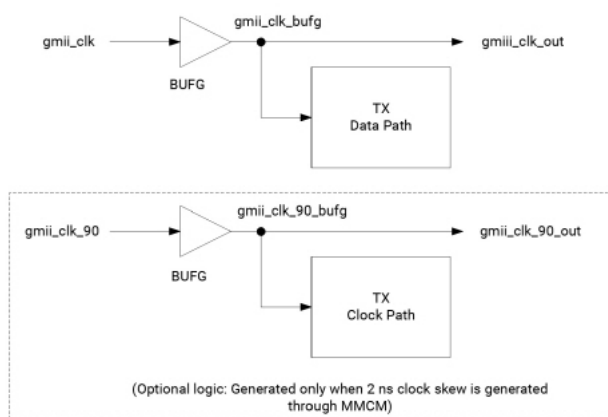 gmii_clk
gmii_clk_bufg
gmiii_clk_out
BUFG
TX
Data Path
gmii_clk_90
gmii_clk_90_bufg
gmii_clk_90_out
BUFG
TX
Clock Path
(Optional logic: Generated only when 2 ns clock skew is generated
through MMCM)